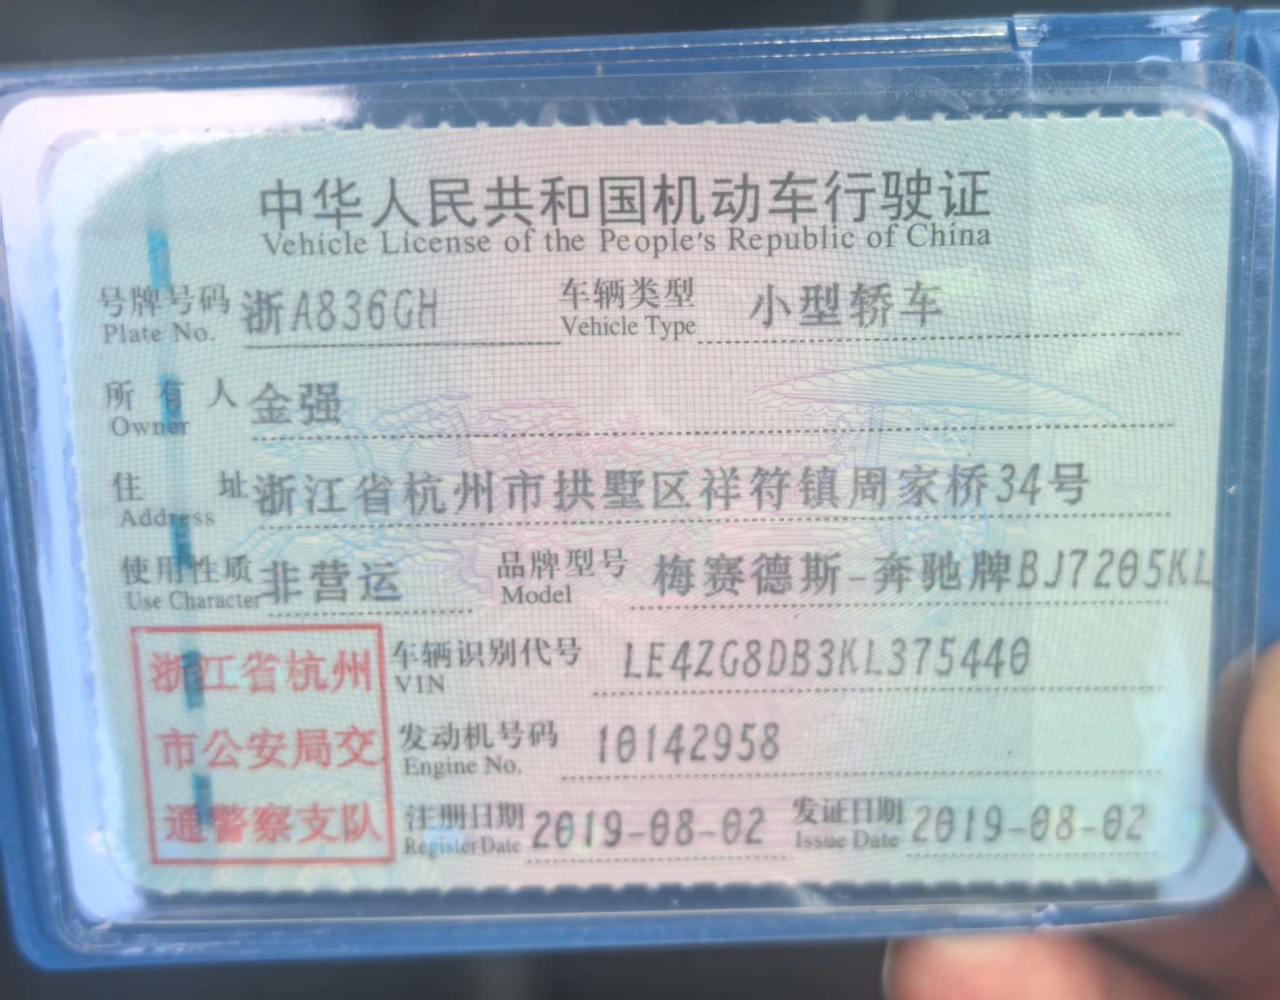 中华人民共和国机动车行驶证
Vehicle License of the People's Republic of China
号牌号码 浙A836GH 车辆类型 小型轿车
Plate No. Vehicle Type
所有人 金强
Owner
住址 浙江省杭州市拱墅区祥符镇周家桥34号
Address
使用性质 非营运 品牌型号 梅赛德斯-奔驰牌BJ7205KL
Use Character Model
浙江省杭州
市公安局交
通警察支队
车辆识别代号 LE4ZG8DB3KL375440
VIN
发动机号码 10142958
Engine No.
注册日期 2019-08-02 发证日期 2019-08-02
Register Date Issue Date